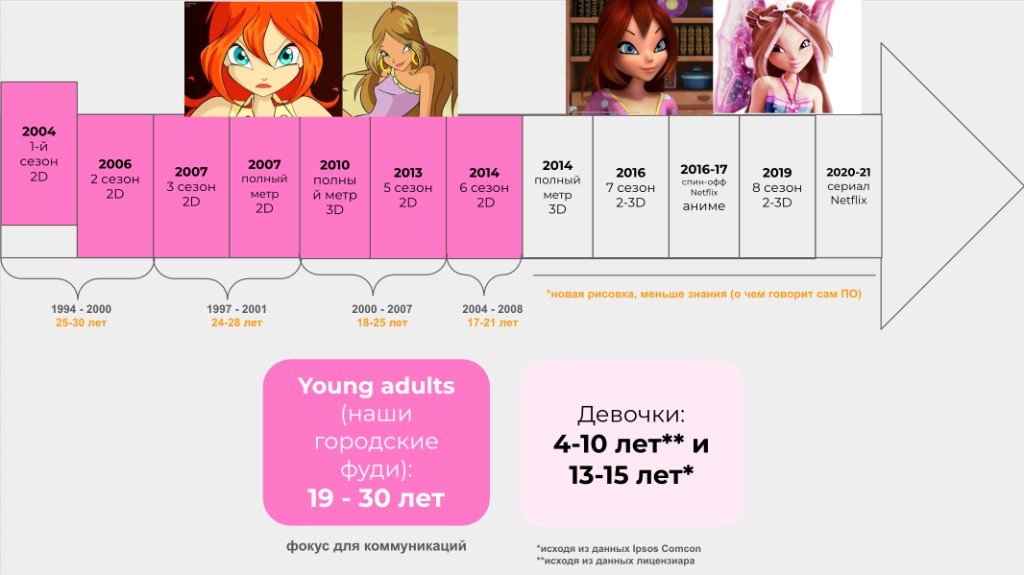 2004
1-й
сезон
2D
2006
2 сезон
2D
2007
3 сезон
2D
2007
полный
метр
2D
2010
полны
й метр
3D
2013
5 сезон
2D
2014
6 сезон
2D
2014
полный
метр
3D
2016
7 сезон
2-3D
2016-17
спин-офф
Netflix
аниме
2019
8 сезон
2-3D
2020-21
сериал
Netflix
1994 - 2000
25-30 лет
1997 - 2001
24-28 лет
2000 - 2007
18-25 лет
2004 - 2008
17-21 лет
*новая рисовка, меньше знания (о чем говорит сам ПО)
Young adults
(наши
городские
фуди):
19 - 30 лет
фокус для коммуникаций
Девочки:
4-10 лет** и
13-15 лет*
*исходя из данных Ipsos Comcon
**исходя из данных лицензиара